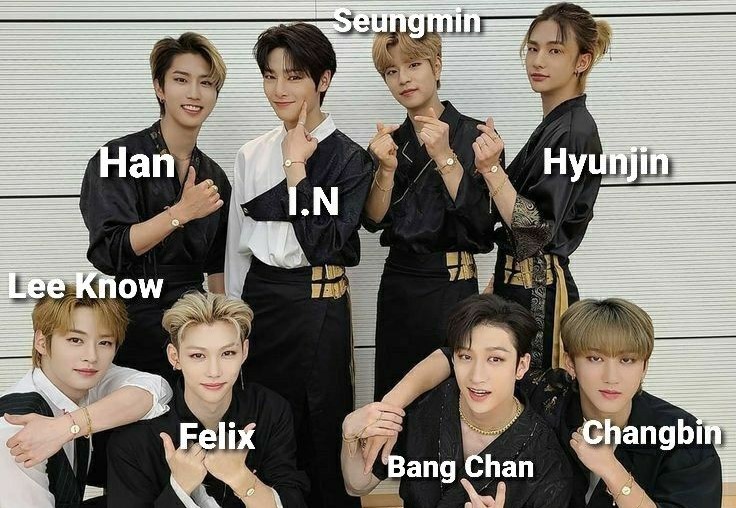 Seungmin
Han
Hyunjin
I.N
Lee Know
Felix
Changbin
Bang Chan